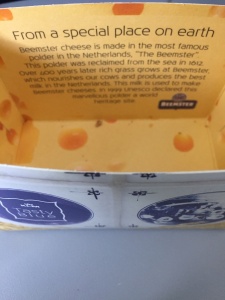 From a special place on earth
Beemster cheese is made in the most famous
polder in the Netherlands, "The Beemster".
This polder was reclaimed from the sea in 1612.
Over 400 years later rich grass grows at Beemster,
which nourishes our cows and produces the best
milk in the Netherlands. This milk is used to make
beemster cheeses. In 1999 unesco declared this
marvellous polder a world
heritage site.
BEEMSTER
Tasty
Blue